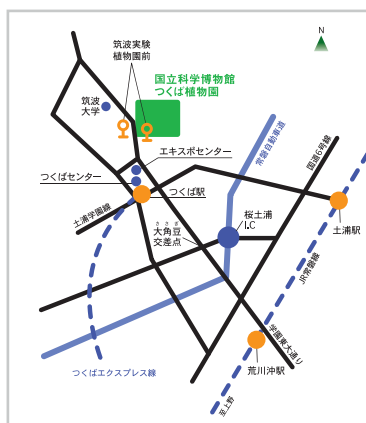 N
筑波実験
植物園前
国立科学博物館
つくば植物園
筑波
大学
常磐自動車道
国道6号線
エキスポセンター
つくばセンター
つくば駅
土浦学園線
ささぎ
大角豆
交差点
桜土浦
I.C
土浦駅
JR常磐線
学園東大通り
つくばエクスプレス線
荒川沖駅
至上野